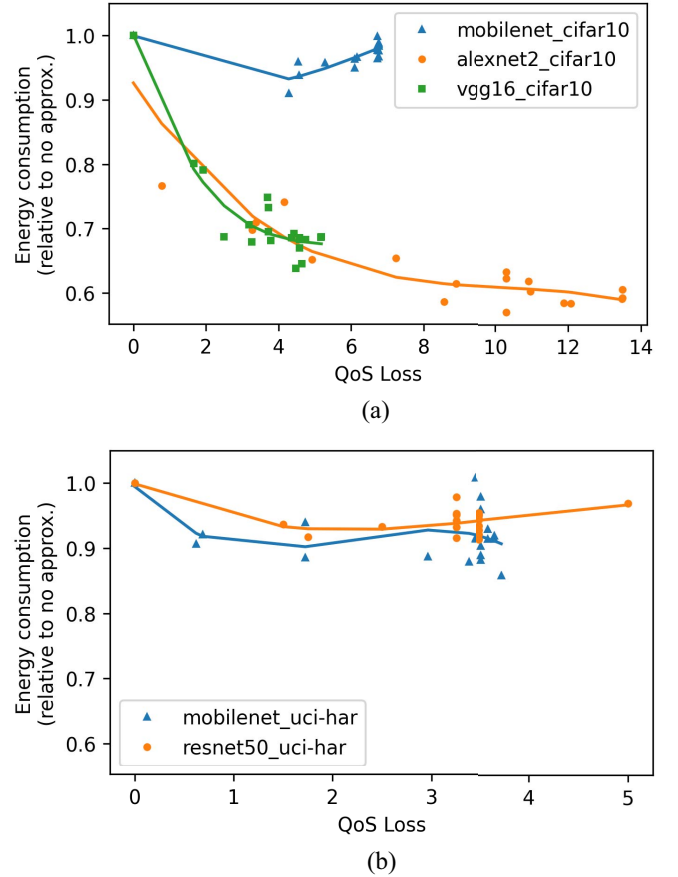 1.0
0.9
0.8
0.7
0.6
Energy consumption
(relative to no approx.)
mobilenet_cifar10
alexnet2_cifar10
vgg16_cifar10
0 2 4 6 8 10 12 14
QoS Loss
(a)
1.0
0.9
0.8
0.7
0.6
Energy consumption
(relative to no approx.)
mobilenet_uci-har
resnet50_uci-har
0 1 2 3 4 5
QoS Loss
(b)